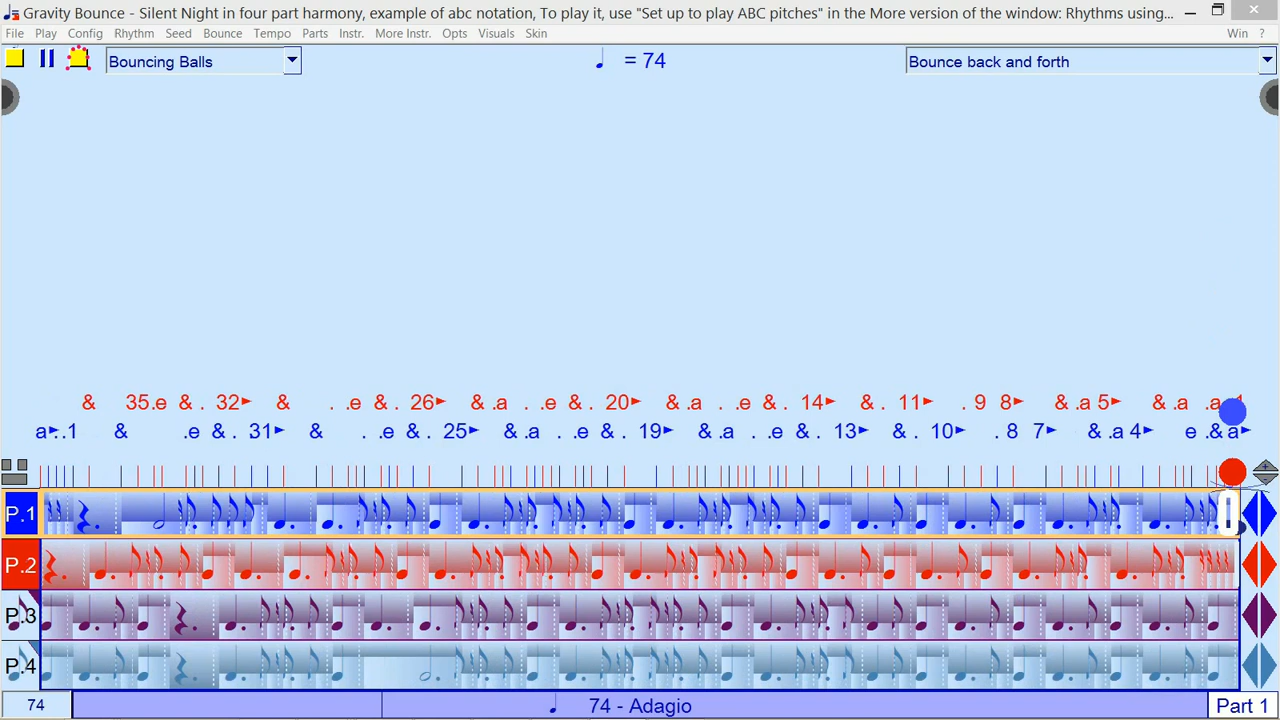 Gravity Bounce - Silent Night in four part harmony, example of abc notation, To play it, use "Set up to play ABC pitches" in the More version of the window: Rhythms using...
File Play Config Rhythm Seed Bounce Tempo Parts Instr. More Instr. Opts Visuals Skin Win ?
Bouncing Balls = 74 Bounce back and forth
& 35.e & . 32 & . .e & . 26 &.a . .e & . 20 &.a . .e & . 14 & . 11 . 9 8 & .a 5 & .a .a 1
a ..1 & .e & . 31 & .e & . 25 &.a .e & . 19 &.a .e & . 13 & . 10 . 8 7 & .a 4 e .& a
P.1
P.2
P.3
P.4
74 74 - Adagio Part 1